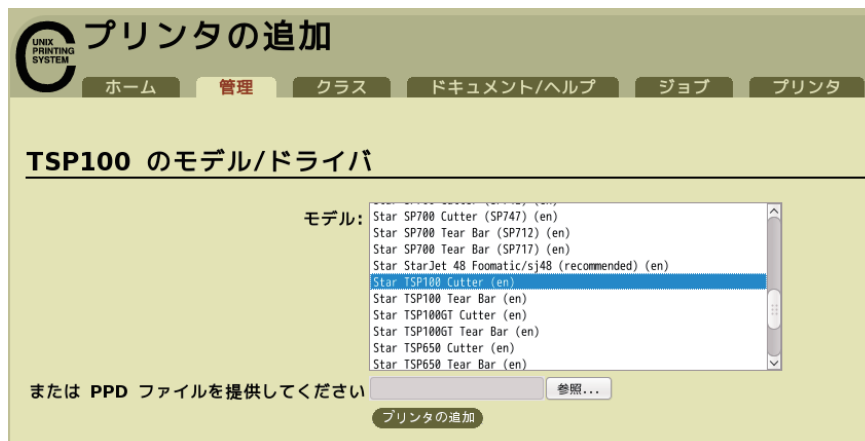 UNIX
PRINTING
SYSTEM
プリンタの追加
ホーム 管理 クラス ドキュメント/ヘルプ ジョブ プリンタ
TSP100 のモデル/ドライバ
モデル:
Star SP700 Cutter (SP747) (en)
Star SP700 Tear Bar (SP712) (en)
Star SP700 Tear Bar (SP717) (en)
Star StarJet 48 Foomatic/sj48 (recommended) (en)
Star TSP100 Cutter (en)
Star TSP100 Tear Bar (en)
Star TSP100GT Cutter (en)
Star TSP100GT Tear Bar (en)
Star TSP650 Cutter (en)
Star TSP650 Tear Bar (en)
または PPD ファイルを提供してください 参照...
プリンタの追加